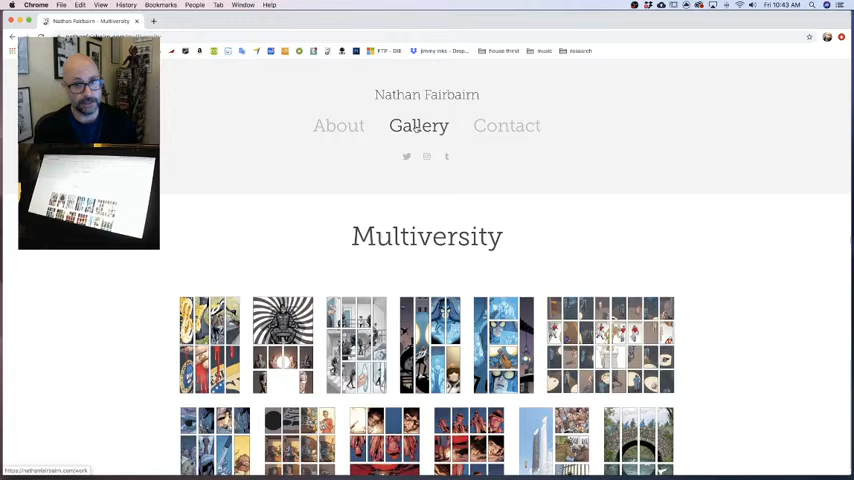 Chrome File Edit View History Bookmarks People Tab Window Help Fri 10:43 AM
Nathan Fairbairn - Multiversity
FTP - Dill jimmy inks - Drop... house thirst music research
Nathan Fairbairn
About Gallery Contact
Multiversity
https://nathanfairbairn.com/work